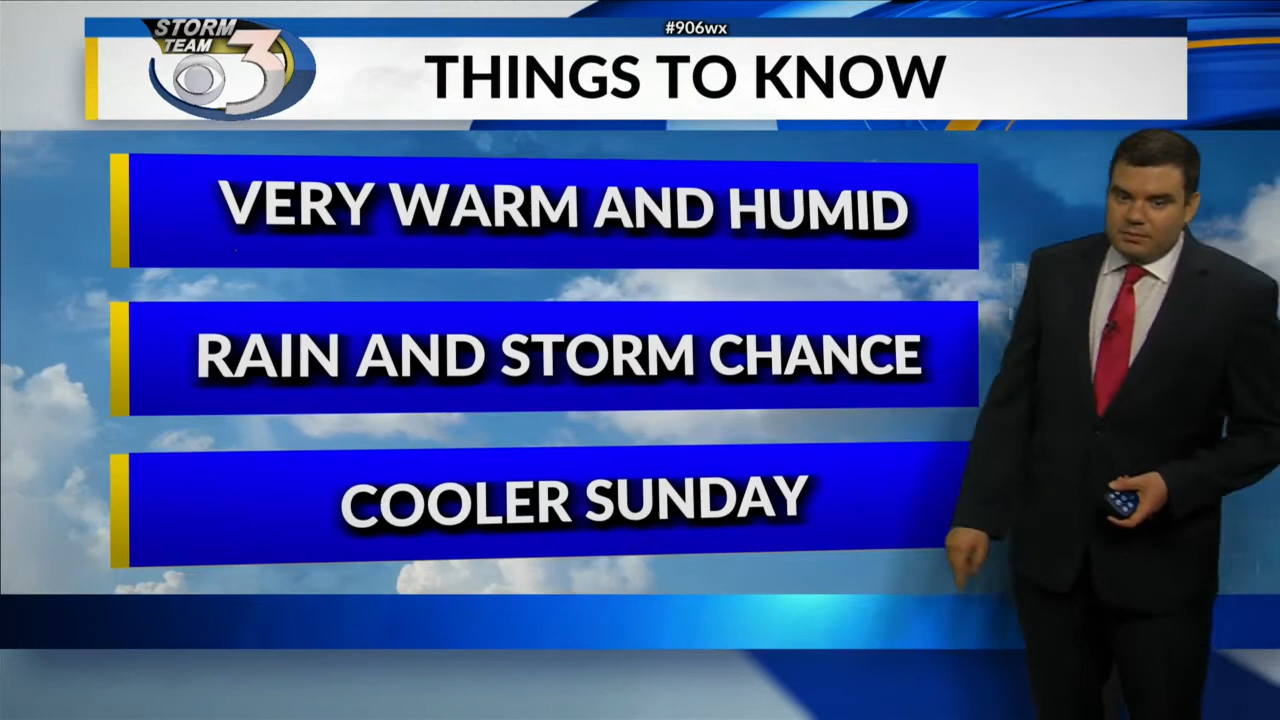 #906wx
STORM
TEAM
3
THINGS TO KNOW
VERY WARM AND HUMID
RAIN AND STORM CHANCE
COOLER SUNDAY